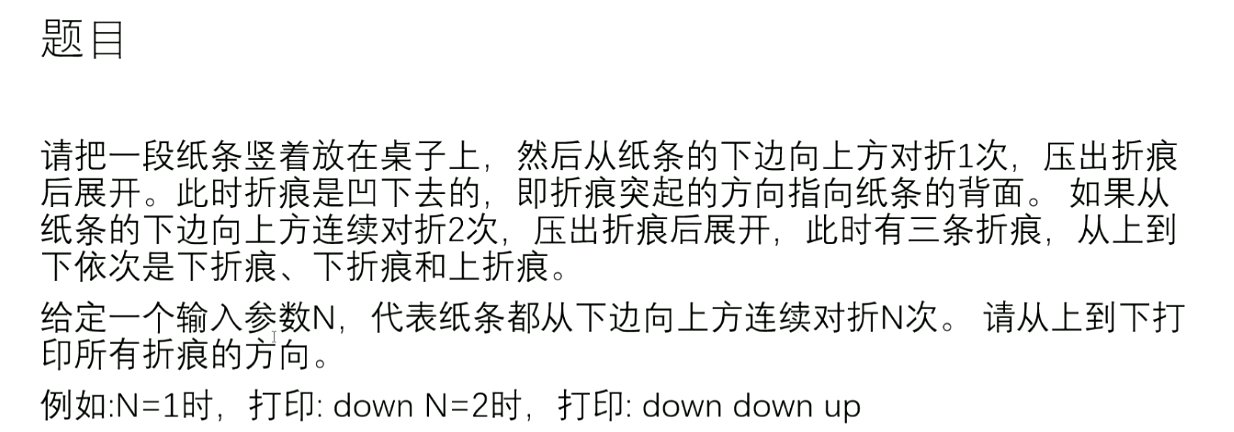 题目
请把一段纸条竖着放在桌子上，然后从纸条的下边向上方对折1次，压出折痕
后展开。此时折痕是凹下去的，即折痕突起的方向指向纸条的背面。 如果从
纸条的下边向上方连续对折2次，压出折痕后展开，此时有三条折痕，从上到
下依次是下折痕、下折痕和上折痕。
给定一个输入参数N，代表纸条都从下边向上方连续对折N次。 请从上到下打
印所有折痕的方向。
例如:N=1时，打印: down N=2时，打印: down down up